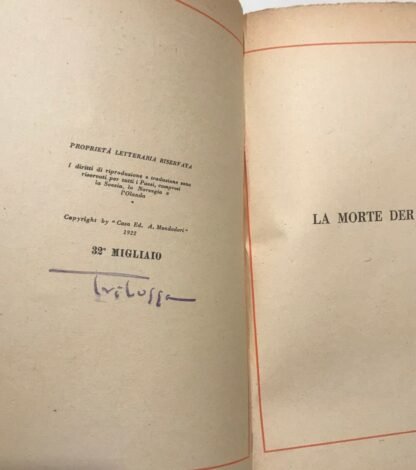 PROPRIETÀ LETTERARIA RISERVATA
I diritti di riproduzione e traduzione sono
riservati per tutti i Paesi, compresi
la Svezia, la Norvegia e
l'Olanda
*
Copyright by "Casa Ed. A. Mondadori"
1922
32° MIGLIAIO
Trilussa
LA MORTE DER